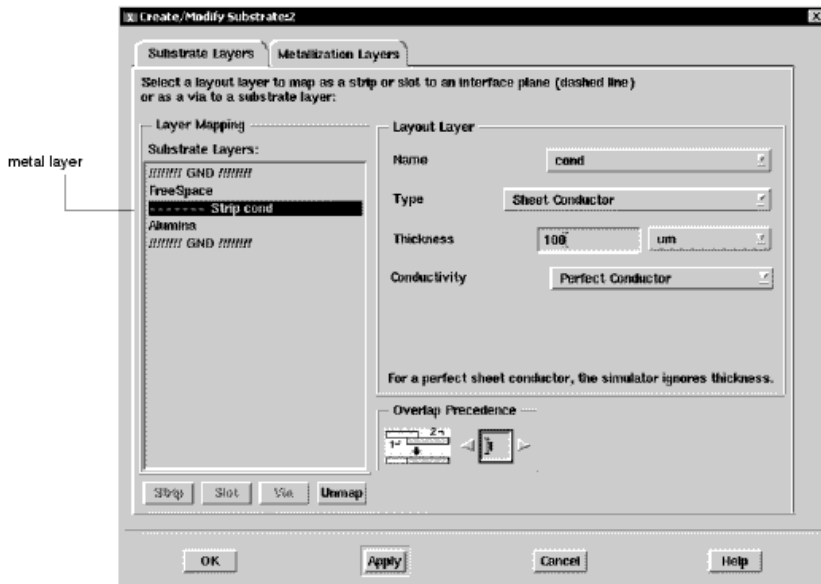 Create/Modify Substrate:2
Substrate Layers
Metallization Layers
Select a layout layer to map as a strip or slot to an interface plane (dashed line)
or as a via to a substrate layer:
Layer Mapping
Substrate Layers:
//////// GND ////////
FreeSpace
------- Strip cond
Alumina
//////// GND ////////
metal layer
Layout Layer
Name
cond
Type
Sheet Conductor
Thickness
100
um
Conductivity
Perfect Conductor
For a perfect sheet conductor, the simulator ignores thickness.
Overlap Precedence
2
1
Strip
Slot
Via
Unmap
OK
Apply
Cancel
Help